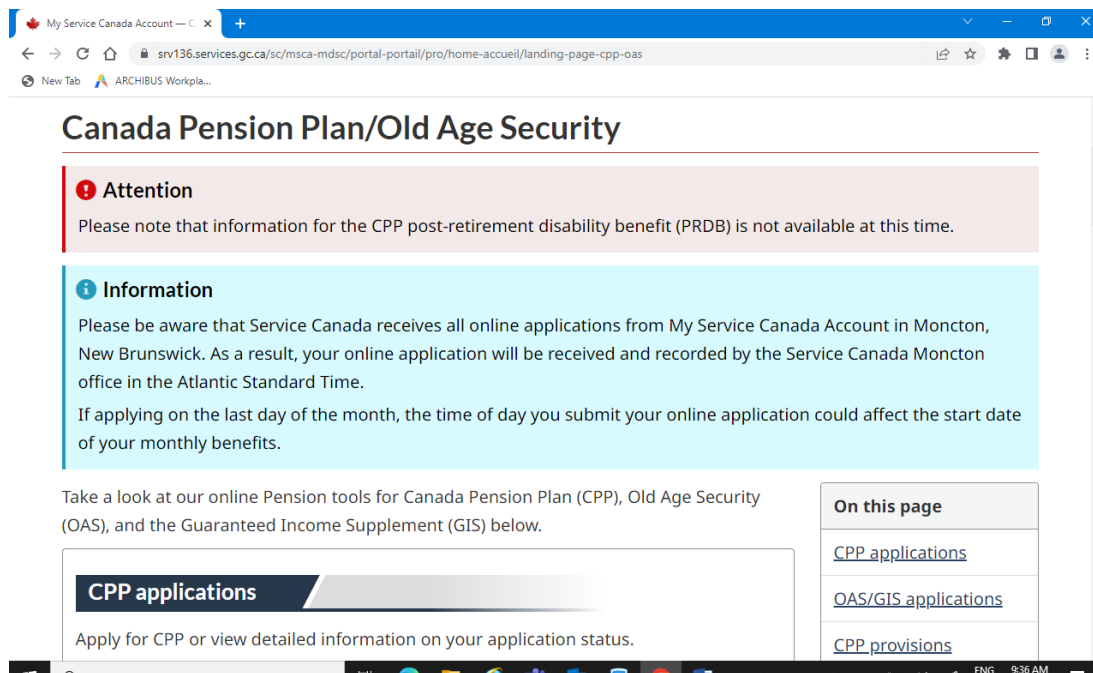 My Service Canada Account — C
srv136.services.gc.ca/sc/msca-mdsc/portal-portail/pro/home-accueil/landing-page-cpp-oas
New Tab
ARCHIBUS Workpla...
Canada Pension Plan/Old Age Security
Attention
Please note that information for the CPP post-retirement disability benefit (PRDB) is not available at this time.
Information
Please be aware that Service Canada receives all online applications from My Service Canada Account in Moncton,
New Brunswick. As a result, your online application will be received and recorded by the Service Canada Moncton
office in the Atlantic Standard Time.
If applying on the last day of the month, the time of day you submit your online application could affect the start date
of your monthly benefits.
Take a look at our online Pension tools for Canada Pension Plan (CPP), Old Age Security
(OAS), and the Guaranteed Income Supplement (GIS) below.
CPP applications
Apply for CPP or view detailed information on your application status.
On this page
CPP applications
OAS/GIS applications
CPP provisions
ENG
9:36 AM